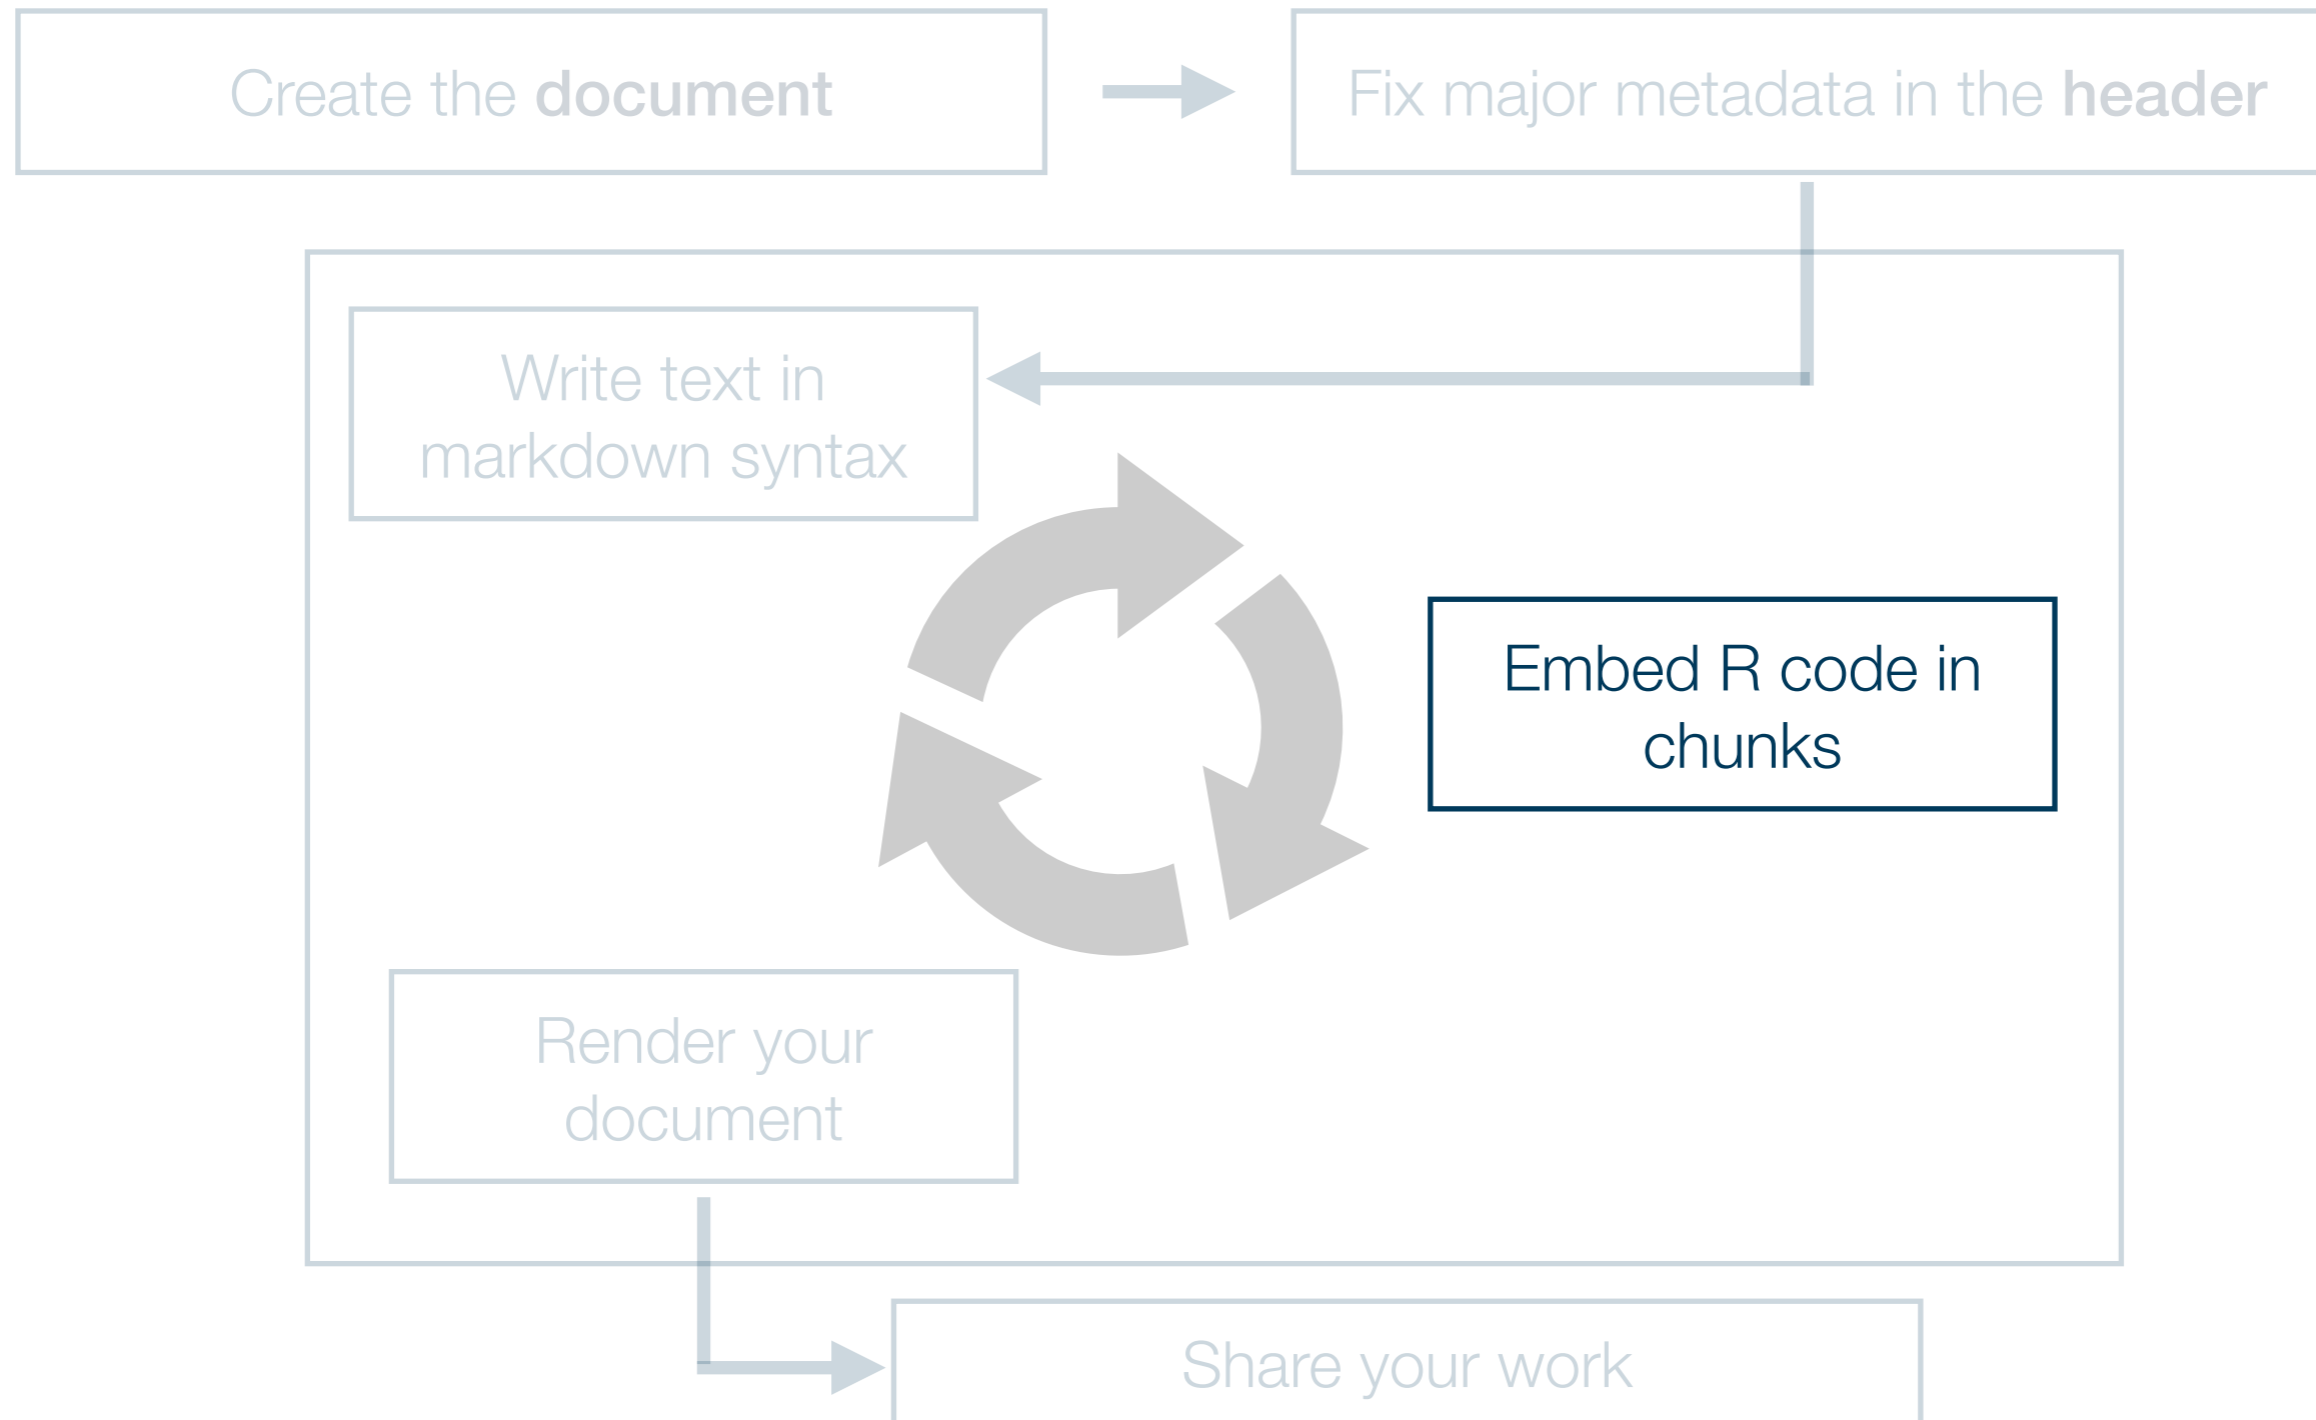 Create the document
Fix major metadata in the header
Write text in
markdown syntax
Embed R code in
chunks
Render your
document
Share your work